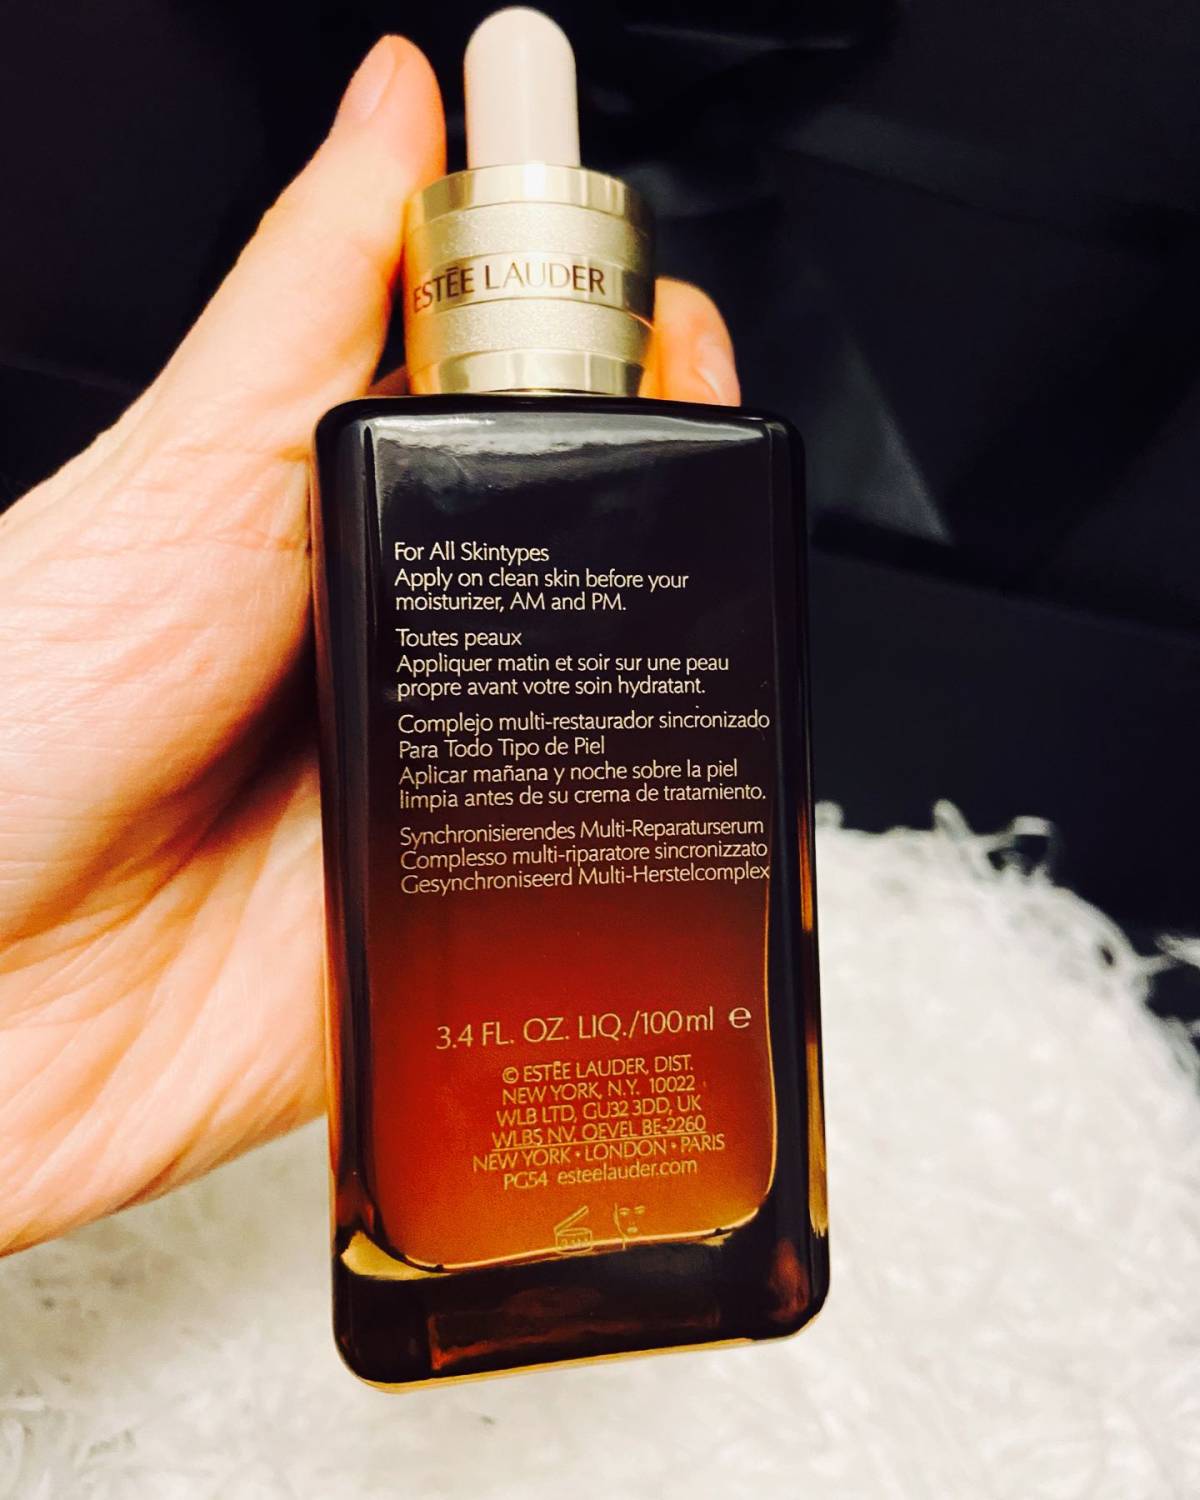 ESTĒE LAUDER
For All Skintypes
Apply on clean skin before your
moisturizer, AM and PM.
Toutes peaux
Appliquer matin et soir sur une peau
propre avant votre soin hydratant.
Complejo multi-restaurador sincronizado
Para Todo Tipo de Piel
Aplicar mañana y noche sobre la piel
limpia antes de su crema de tratamiento.
Synchronisierendes Multi-Reparaturserum
Complesso multi-riparatore sincronizzato
Gesynchroniseerd Multi-Herstelcomplex
3.4 FL. OZ. LIQ./100ml ℮
© ESTĒE LAUDER, DIST.
NEW YORK, N.Y. 10022
WLB LTD, GU32 3DD, UK
WLBS NV, OEVEL BE-2260
NEW YORK • LONDON • PARIS
PG54 esteelauder.com